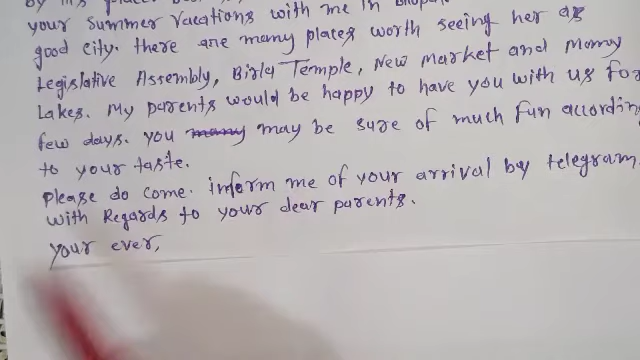 your Summer Vacations with me in Bhopal
good city. there are many places worth seeing her as
Legislative Assembly, Birla Temple, New Market and Momy
Lakes. My parents would be happy to have you with us for
few days. you many may be sure of much fun accordin
to your taste.
please do come. inform me of your arrival by telegram
with Regards to your dear parents.
your ever,